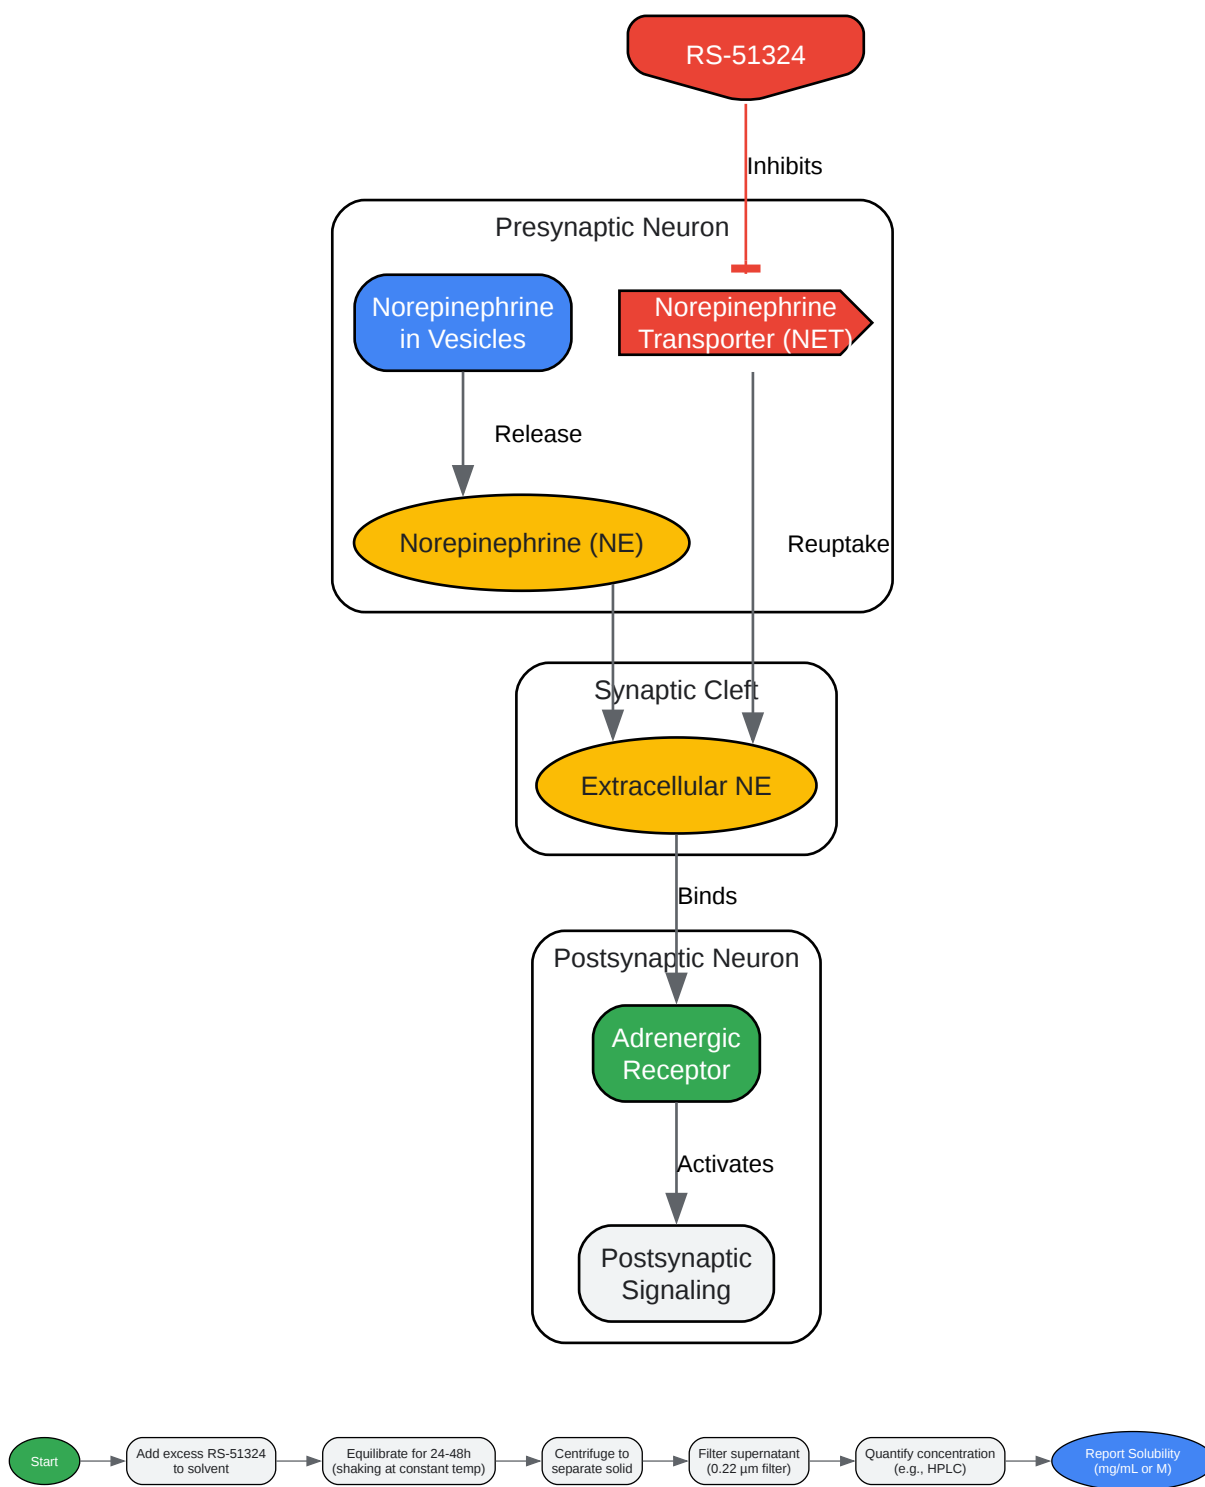 RS-51324
Inhibits
Presynaptic Neuron
Norepinephrine
in Vesicles
Norepinephrine
Transporter (NET)
Release
Norepinephrine (NE)
Reuptake
Synaptic Cleft
Extracellular NE
Binds
Postsynaptic Neuron
Adrenergic
Receptor
Activates
Postsynaptic
Signaling
Start
Add excess RS-51324
to solvent
Equilibrate for 24-48h
(shaking at constant temp)
Centrifuge to
separate solid
Filter supernatant
(0.22 µm filter)
Quantify concentration
(e.g., HPLC)
Report Solubility
(mg/mL or M)